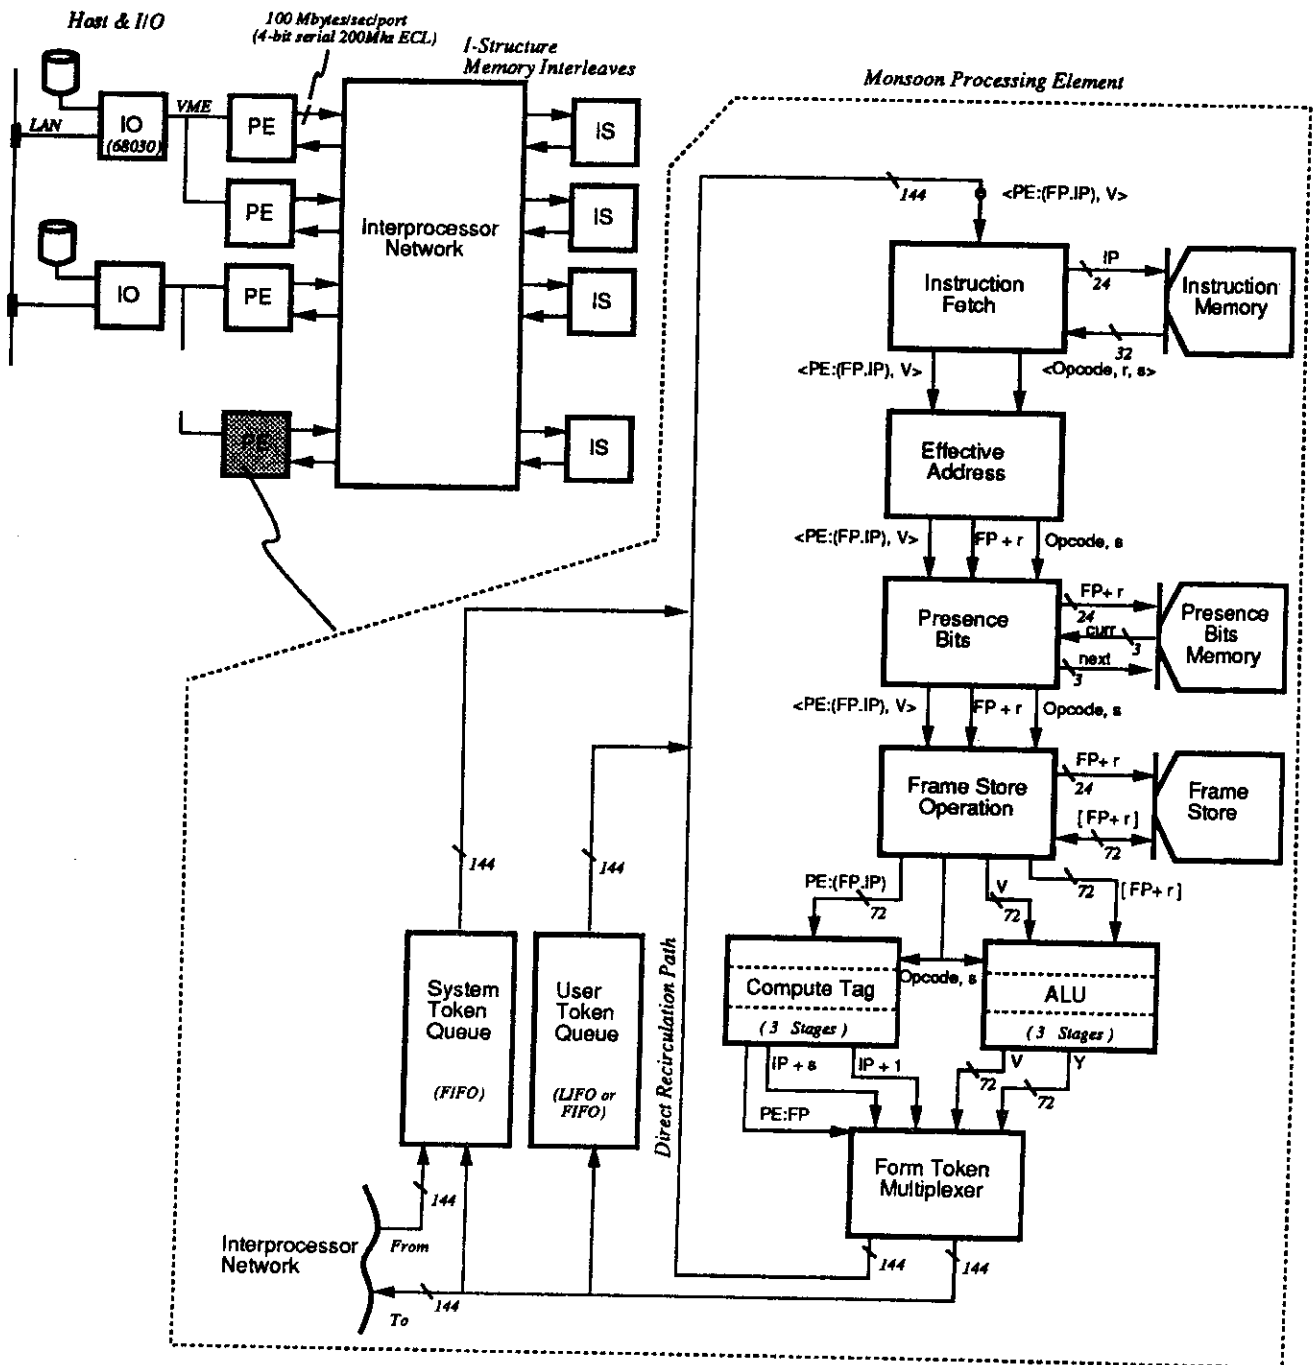 Host & I/O
100 Mbytes/sec/port
(4-bit serial 200Mhz ECL)
I-Structure
Memory Interleaves
LAN
IO
(68030)
VME
PE
IS
PE
IS
Interprocessor
Network
IO
PE
IS
PE
IS
Monsoon Processing Element
144
<PE:(FP.IP), V>
Instruction
Fetch
IP
24
32
Instruction
Memory
<PE:(FP.IP), V>
<Opcode, r, s>
Effective
Address
<PE:(FP.IP), V>
FP + r
Opcode, s
Presence
Bits
FP+ r
24
curr
3
next
3
Presence
Bits
Memory
<PE:(FP.IP), V>
FP + r
Opcode, s
Frame Store
Operation
FP+ r
24
[FP+ r]
72
Frame
Store
PE:(FP.IP)
72
V
72
72
[FP+ r]
144
144
System
Token
Queue
(FIFO)
User
Token
Queue
(LIFO or
FIFO)
Direct Recirculation Path
Compute Tag
(3 Stages)
Opcode, s
ALU
(3 Stages)
IP + s
IP + 1
PE:FP
V
72
Y
72
Form Token
Multiplexer
144
144
Interprocessor
Network
144
From
144
To